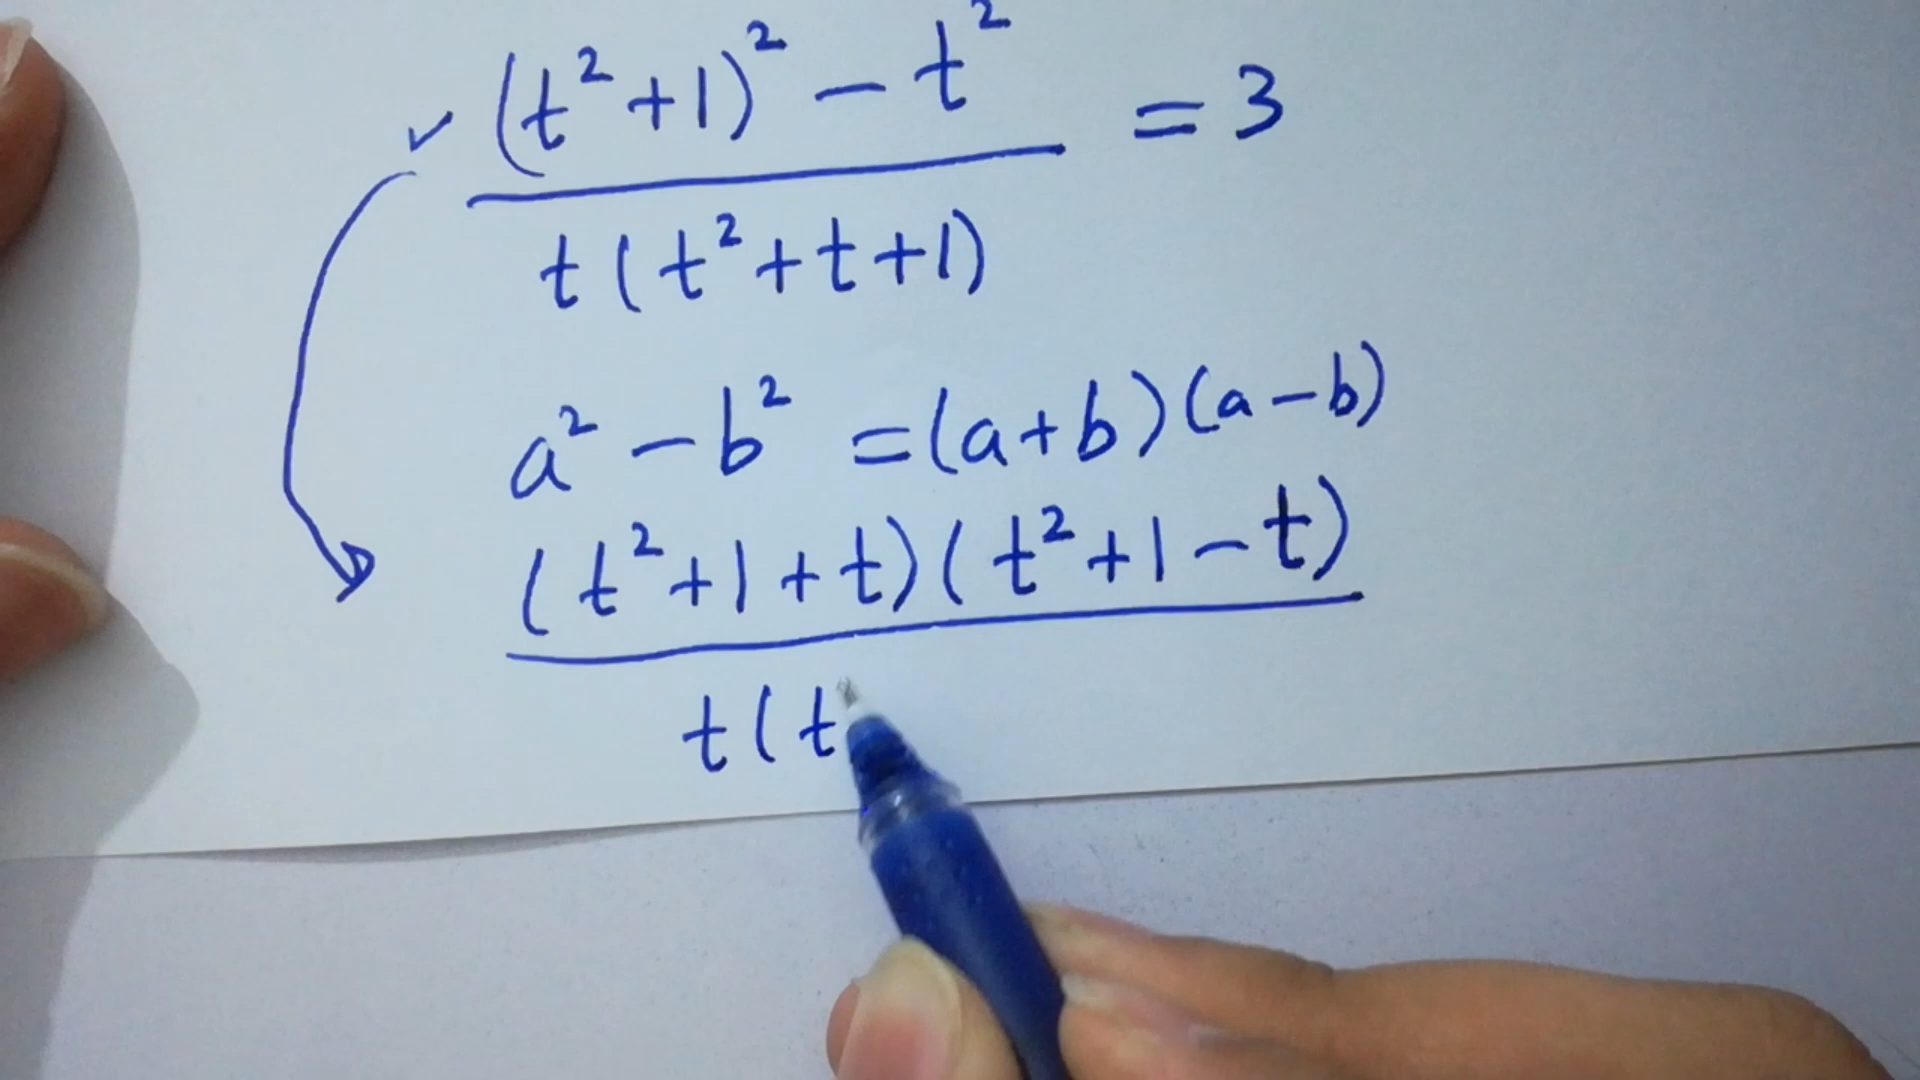 (t²+1)² − t²
= 3
t(t²+t+1)
a² − b² = (a+b)(a−b)
(t²+1+t)(t²+1−t)
t(t